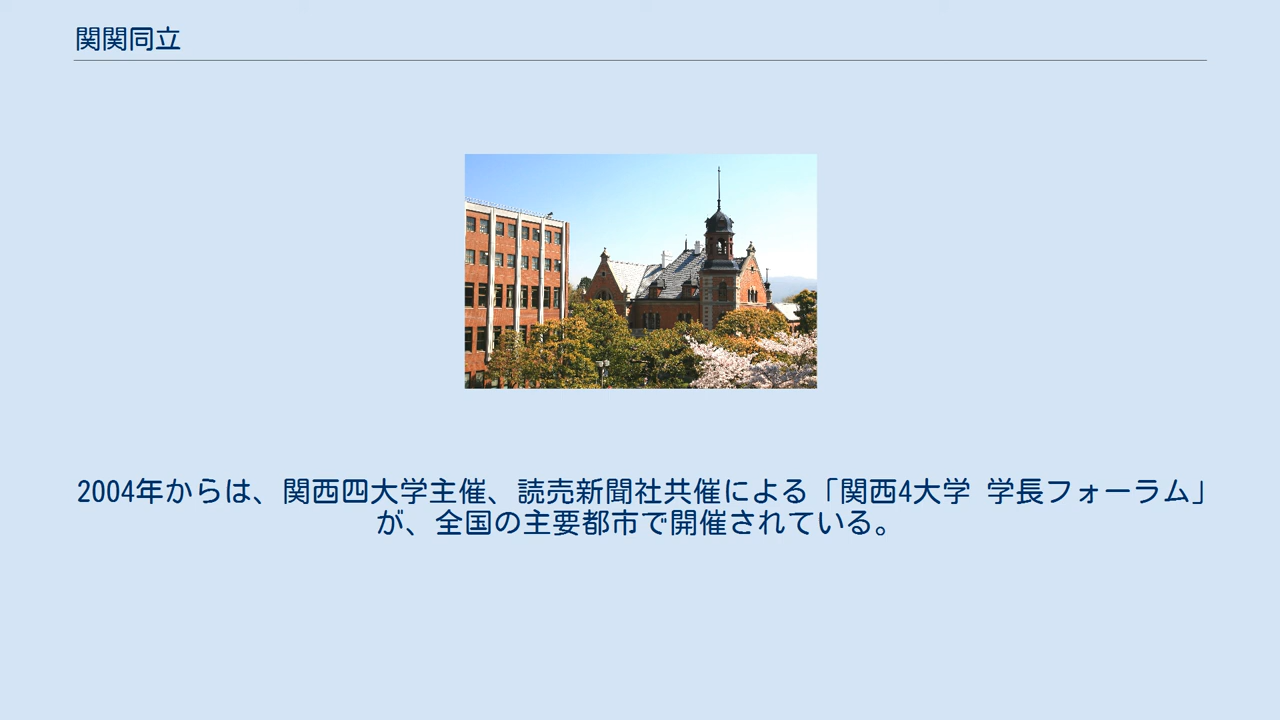 関関同立
2004年からは、関西四大学主催、読売新聞社共催による「関西4大学 学長フォーラム」
が、全国の主要都市で開催されている。